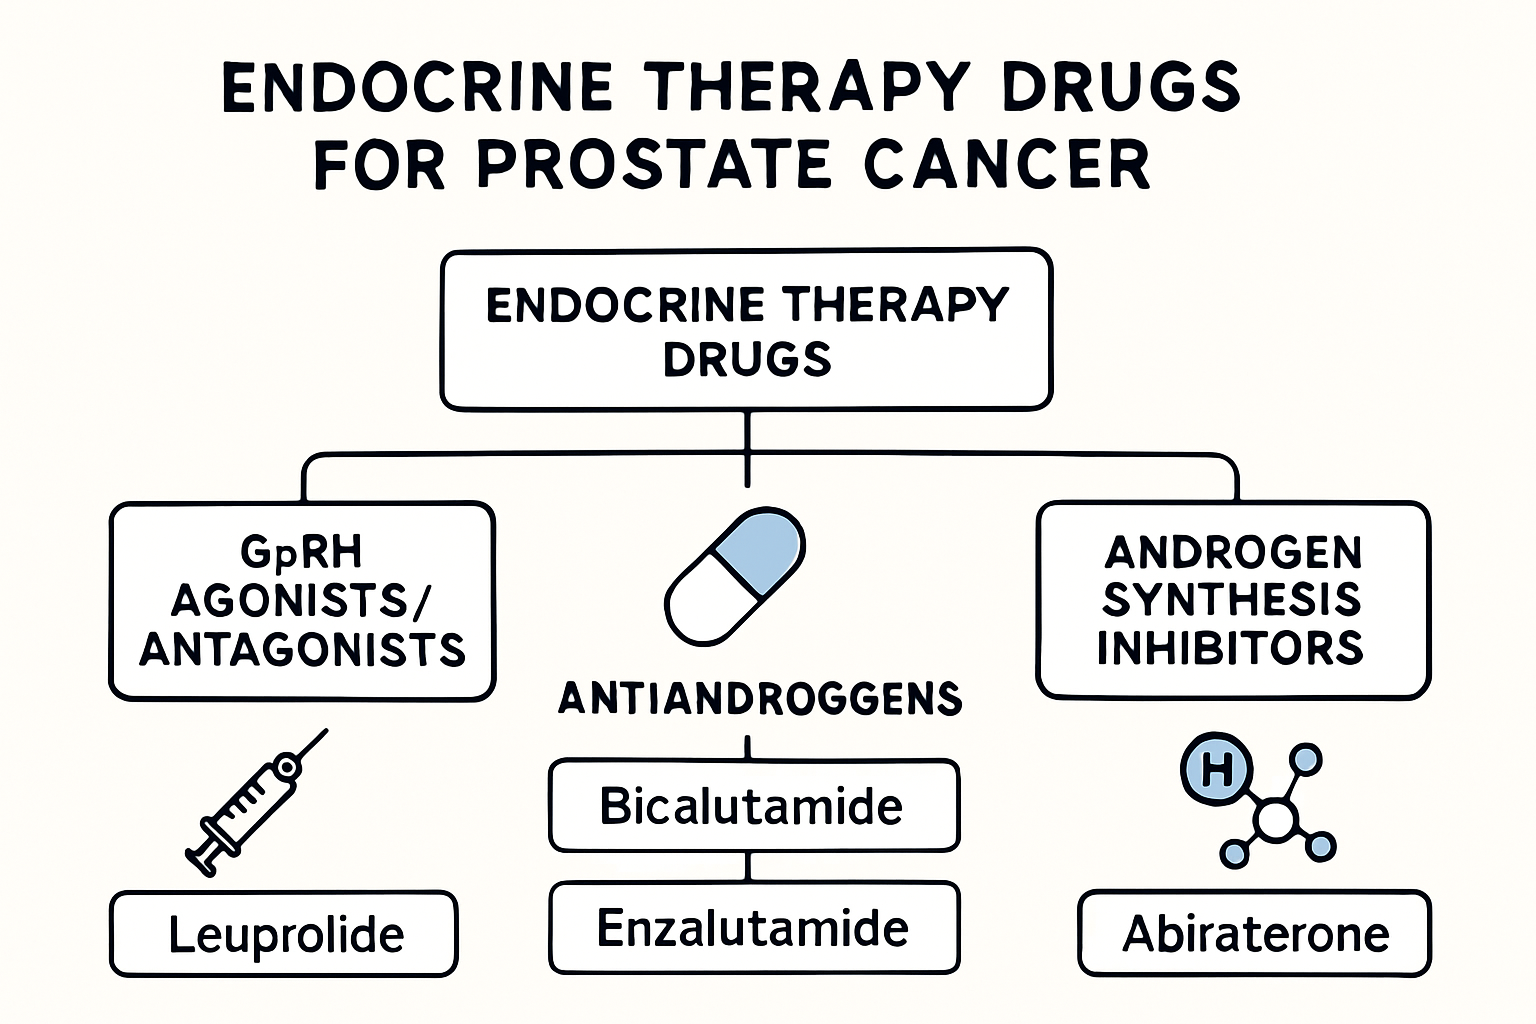 ENDOCRINE THERAPY DRUGS
FOR PROSTATE CANCER
ENDOCRINE THERAPY
DRUGS
GpRH
AGONISTS/
ANTAGONISTS
ANTIANDROGGENS
ANDROGEN
SYNTHESIS
INHIBITORS
H
Leuprolide
Bicalutamide
Enzalutamide
Abiraterone